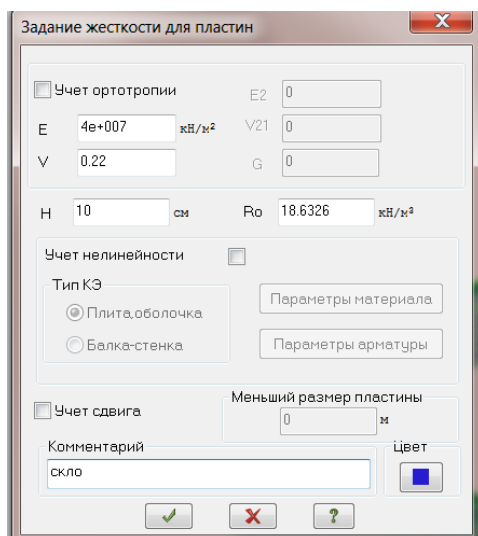 Задание жесткости для пластин
Учет ортотропии
E2 0
E 4e+007 кН/м² V21 0
V 0.22 G 0
H 10 см Ro 18.6326 кН/м³
Учет нелинейности
Тип КЭ
Плита,оболочка Параметры материала
Балка-стенка Параметры арматуры
Учет сдвига Меньший размер пластины
0 м
Комментарий Цвет
скло
?